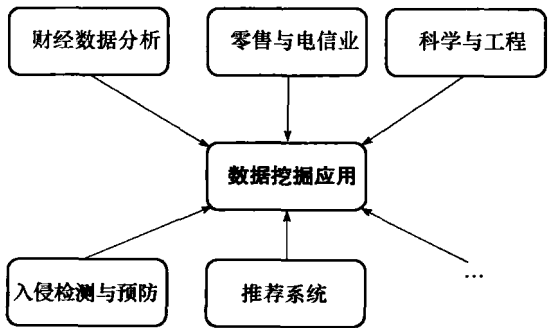 财经数据分析
零售与电信业
科学与工程
数据挖掘应用
入侵检测与预防
推荐系统
...